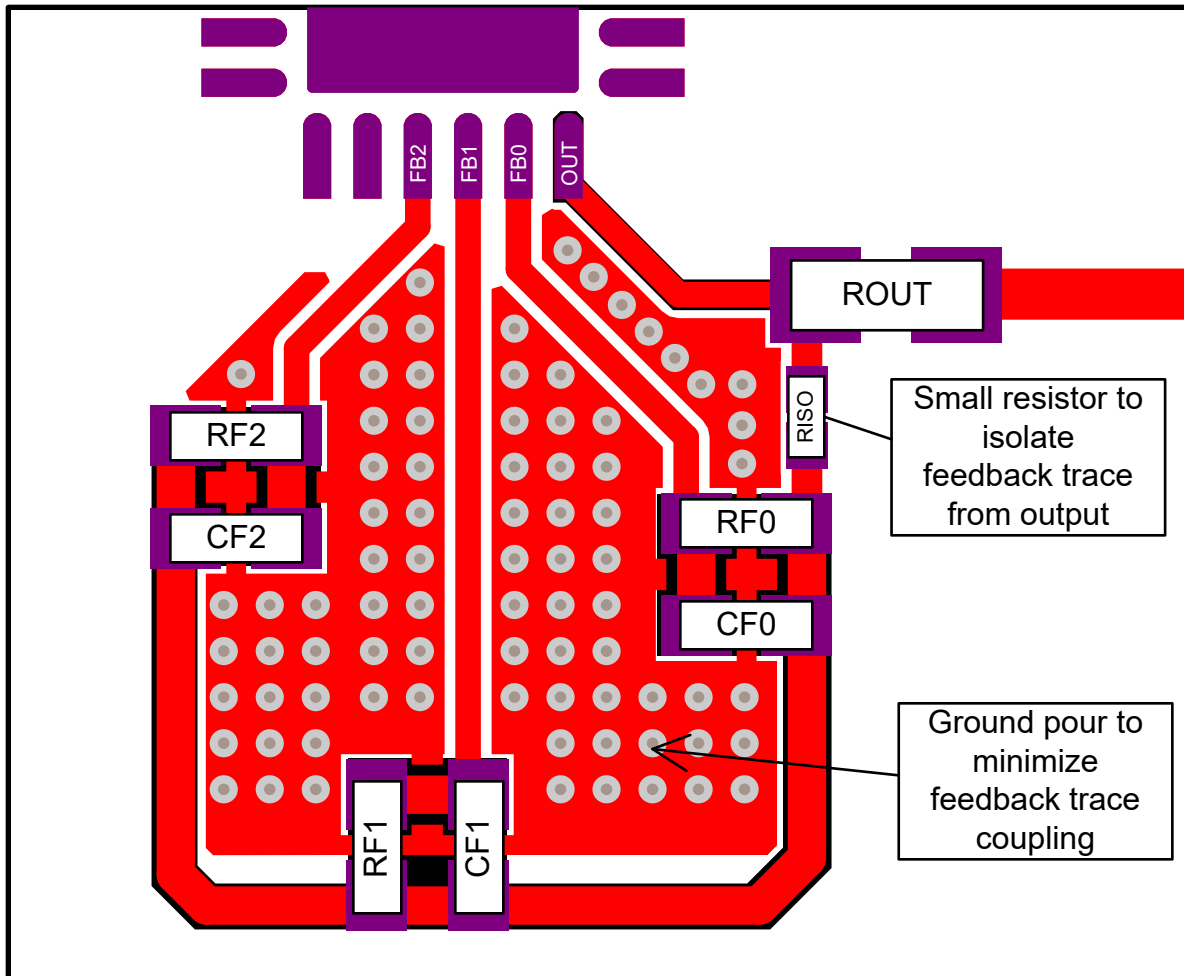 FB2
FB1
FB0
OUT
ROUT
RISO
Small resistor to
isolate
feedback trace
from output
RF2
CF2
RF0
CF0
Ground pour to
minimize
feedback trace
coupling
RF1
CF1